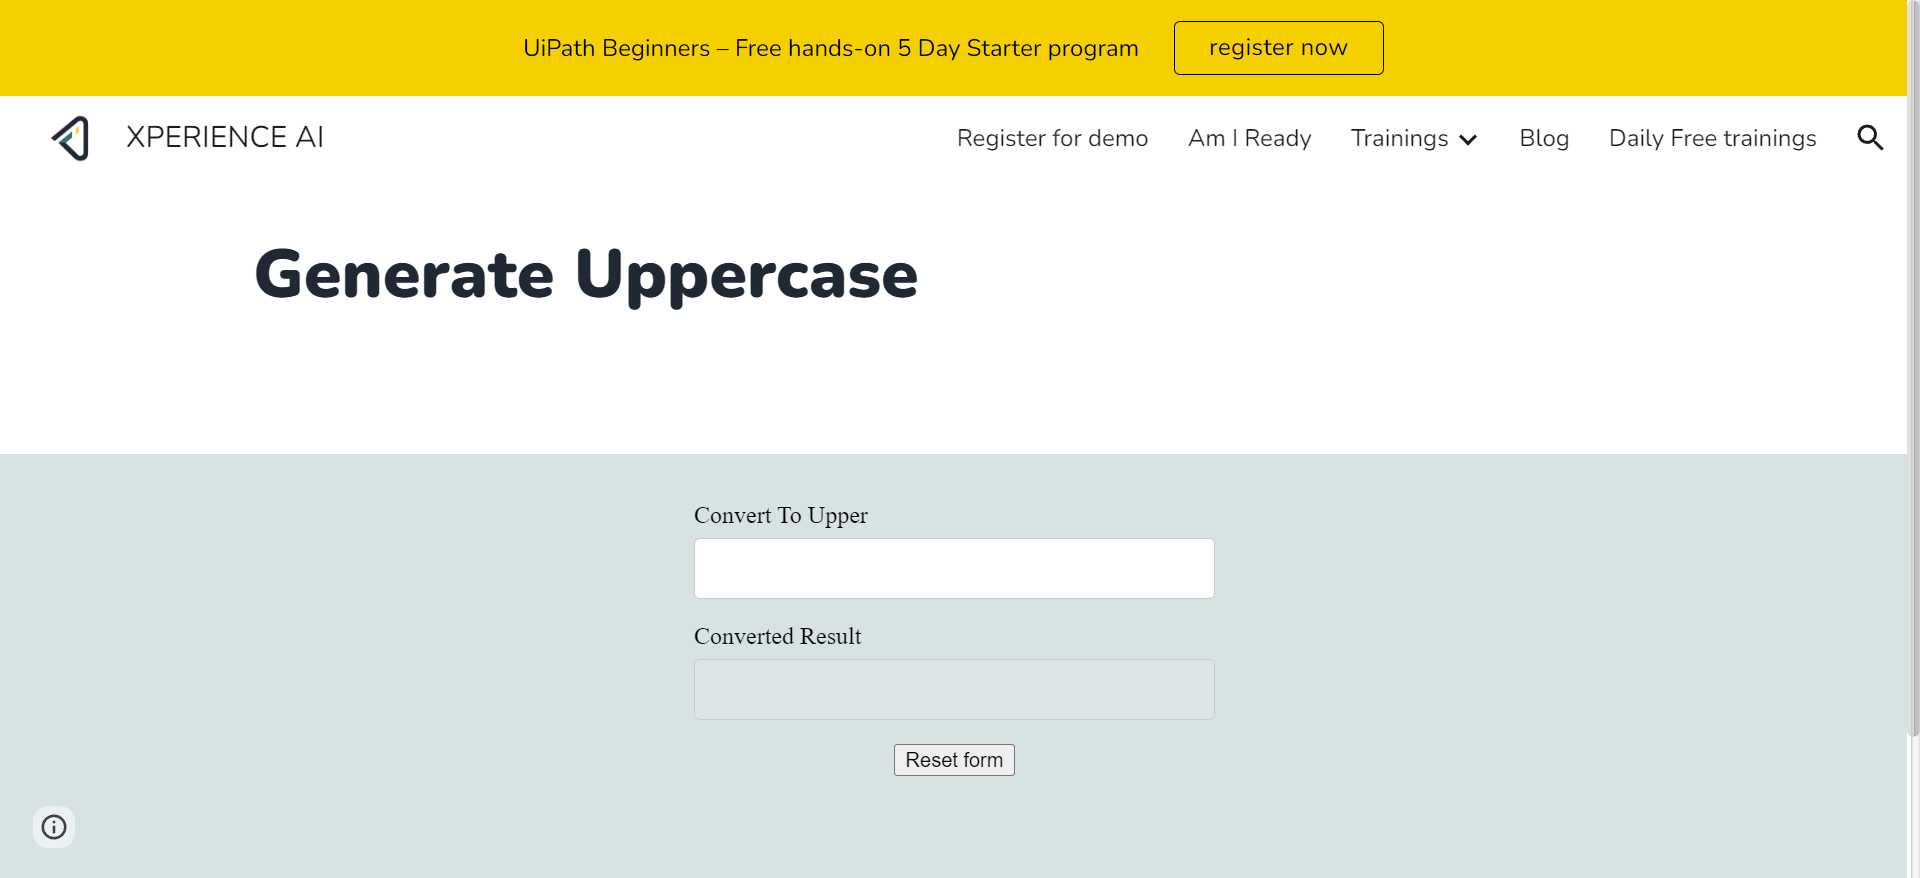 UiPath Beginners – Free hands-on 5 Day Starter program register now
XPERIENCE AI Register for demo Am I Ready Trainings Blog Daily Free trainings
Generate Uppercase
Convert To Upper
Converted Result
Reset form